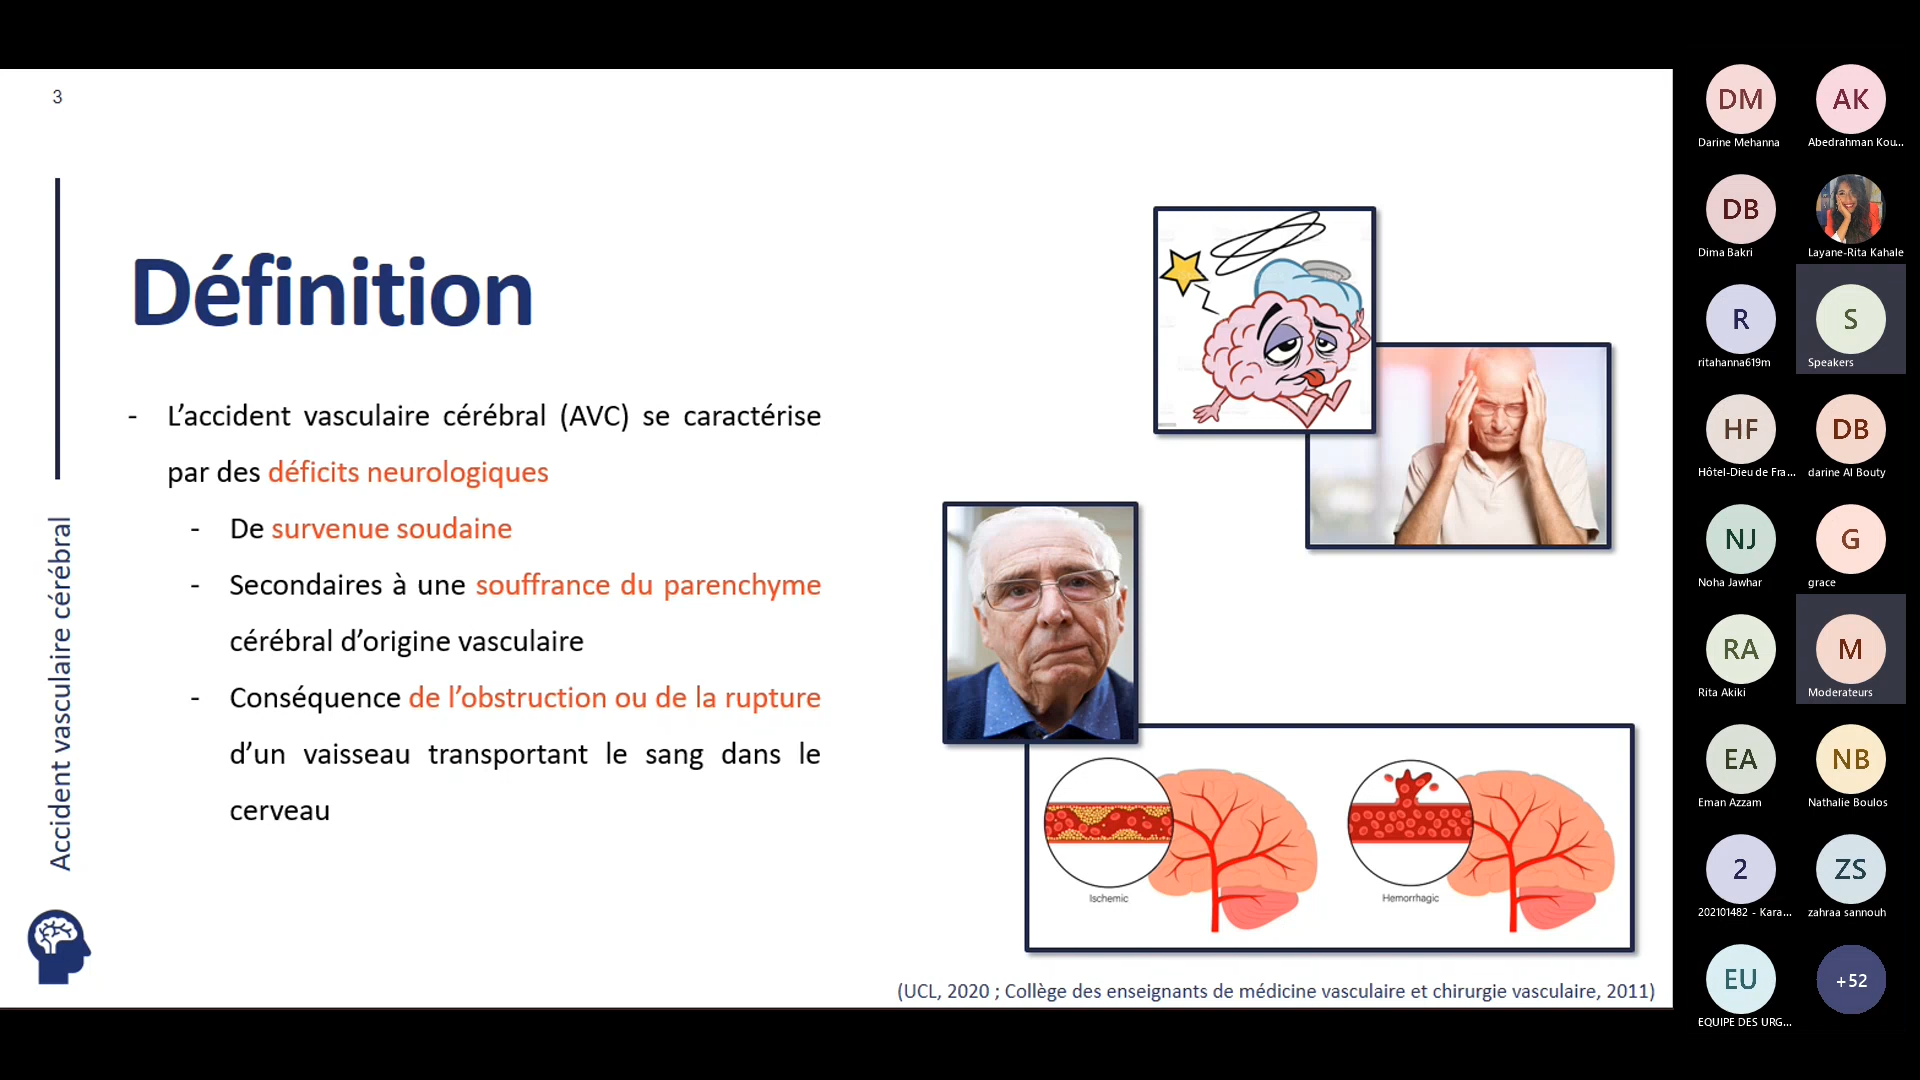 3
Définition
- L’accident vasculaire cérébral (AVC) se caractérise
par des déficits neurologiques
- De survenue soudaine
- Secondaires à une souffrance du parenchyme
cérébral d’origine vasculaire
- Conséquence de l’obstruction ou de la rupture
d’un vaisseau transportant le sang dans le
cerveau
Accident vasculaire cérébral
Ischemic
Hemorrhagic
(UCL, 2020 ; Collège des enseignants de médicine vasculaire et chirurgie vasculaire, 2011)
DM
Darine Mehanna
AK
Abedrahman Kou...
DB
Dima Bakri
Layane-Rita Kahale
R
ritahanna619m
S
Speakers
HF
Hôtel-Dieu de Fra...
DB
darine Al Bouty
NJ
Noha Jawhar
G
grace
RA
Rita Akiki
M
Moderateurs
EA
Eman Azzam
NB
Nathalie Boulos
2
202101482 - Kara...
ZS
zahraa sannouh
EU
EQUIPE DES URG...
+52